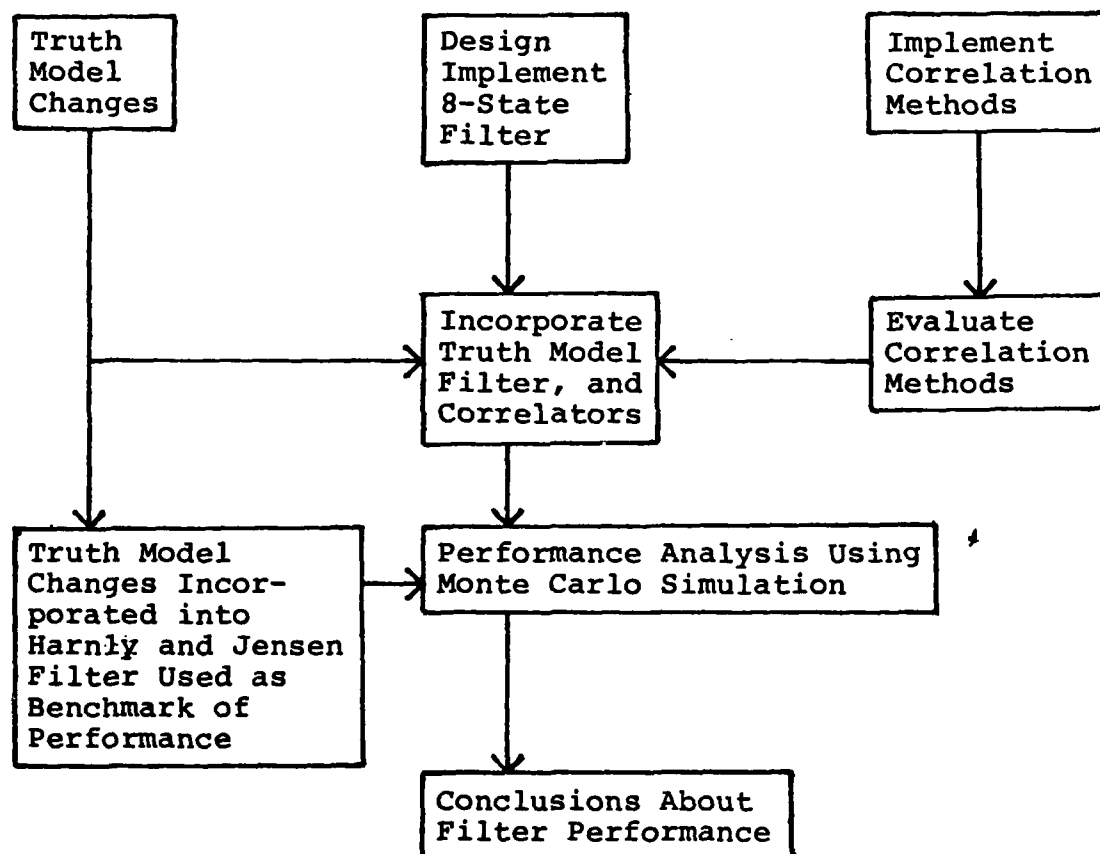 Truth
Model
Changes
Design
Implement
8-State
Filter
Implement
Correlation
Methods
Incorporate
Truth Model
Filter, and
Correlators
Evaluate
Correlation
Methods
Truth Model
Changes Incor-
porated into
Harnly and Jensen
Filter Used as
Benchmark of
Performance
Performance Analysis Using
Monte Carlo Simulation
Conclusions About
Filter Performance